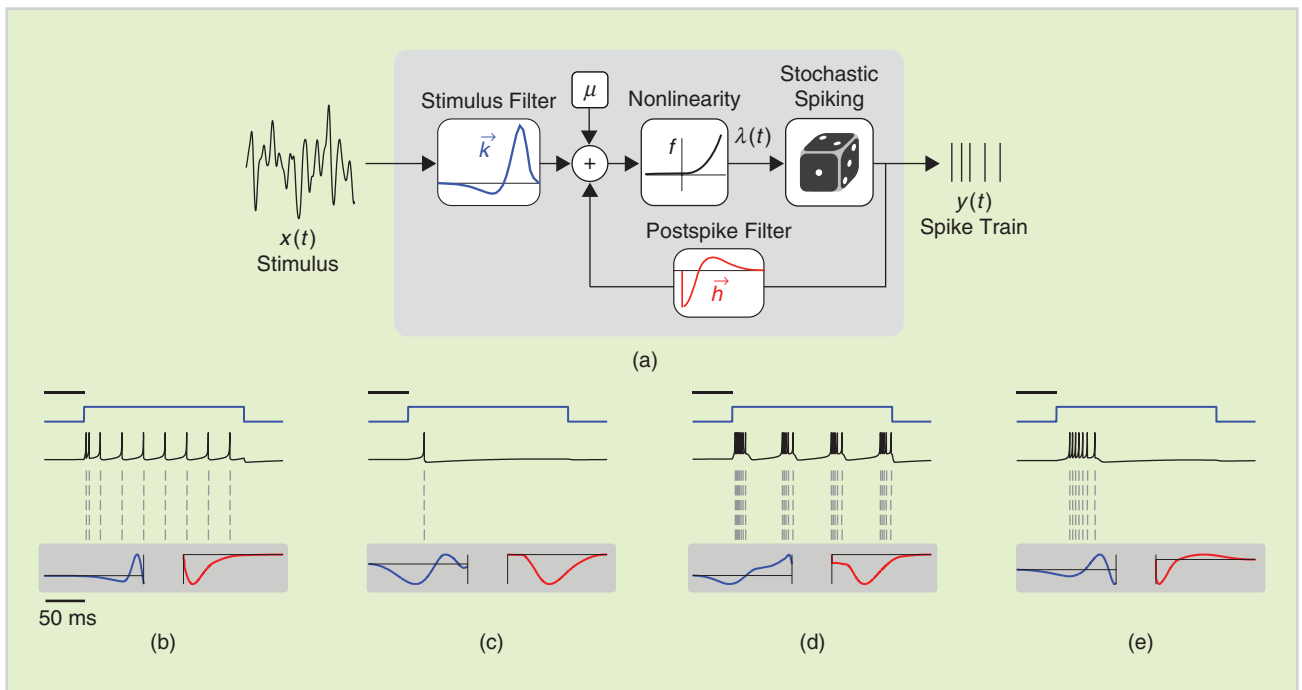 Stochastic
Spiking
Stimulus Filter
μ
Nonlinearity
k
+
f
λ(t)
x(t)
Stimulus
Postspike Filter
h
y(t)
Spike Train
(a)
50 ms
(b)
(c)
(d)
(e)